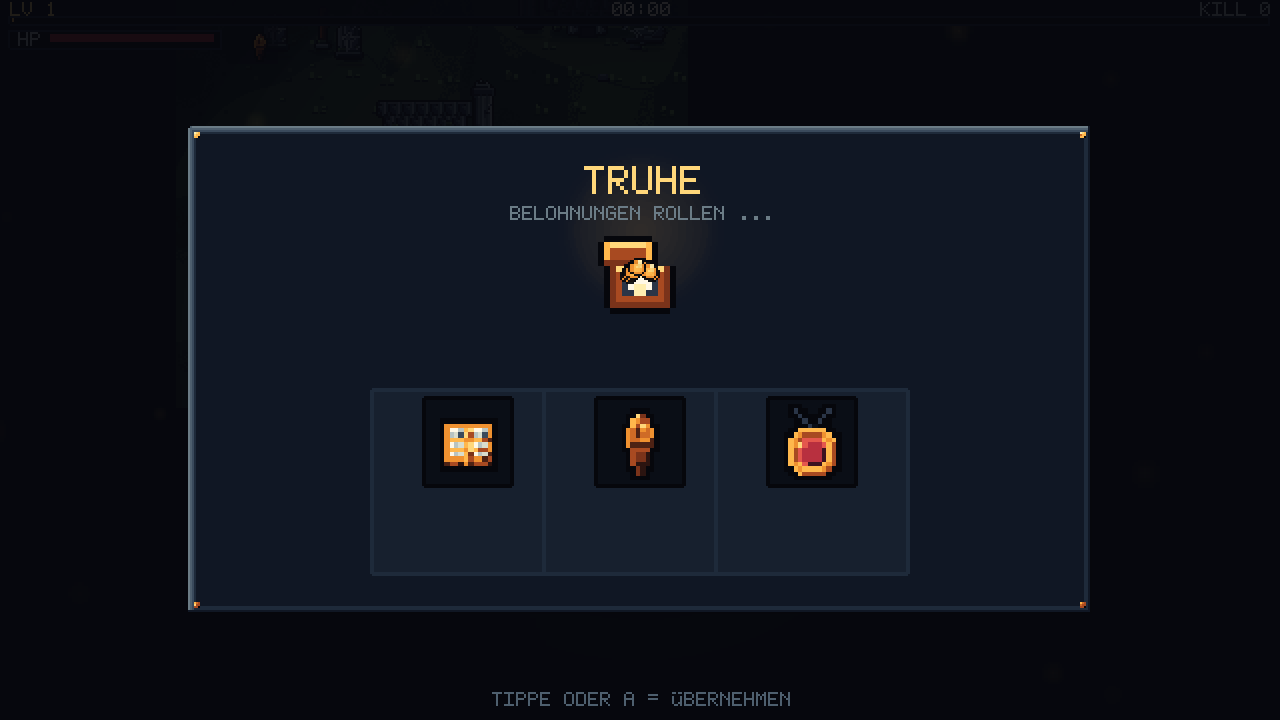 LV 1
00:00
KILL 0
HP
TRUHE
BELOHNUNGEN ROLLEN ...
TIPPE ODER A = üBERNEHMEN